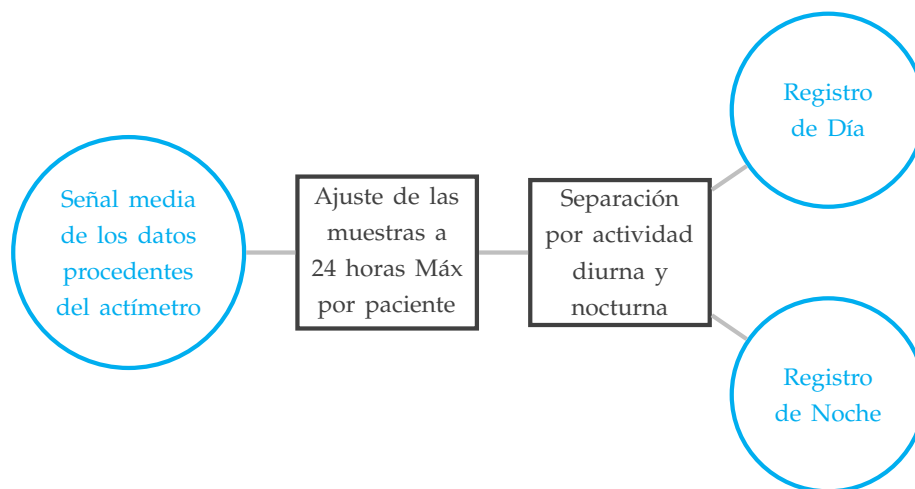 Señal media
de los datos
procedentes
del actímetro
Ajuste de las
muestras a
24 horas Máx
por paciente
Separación
por actividad
diurna y
nocturna
Registro
de Día
Registro
de Noche